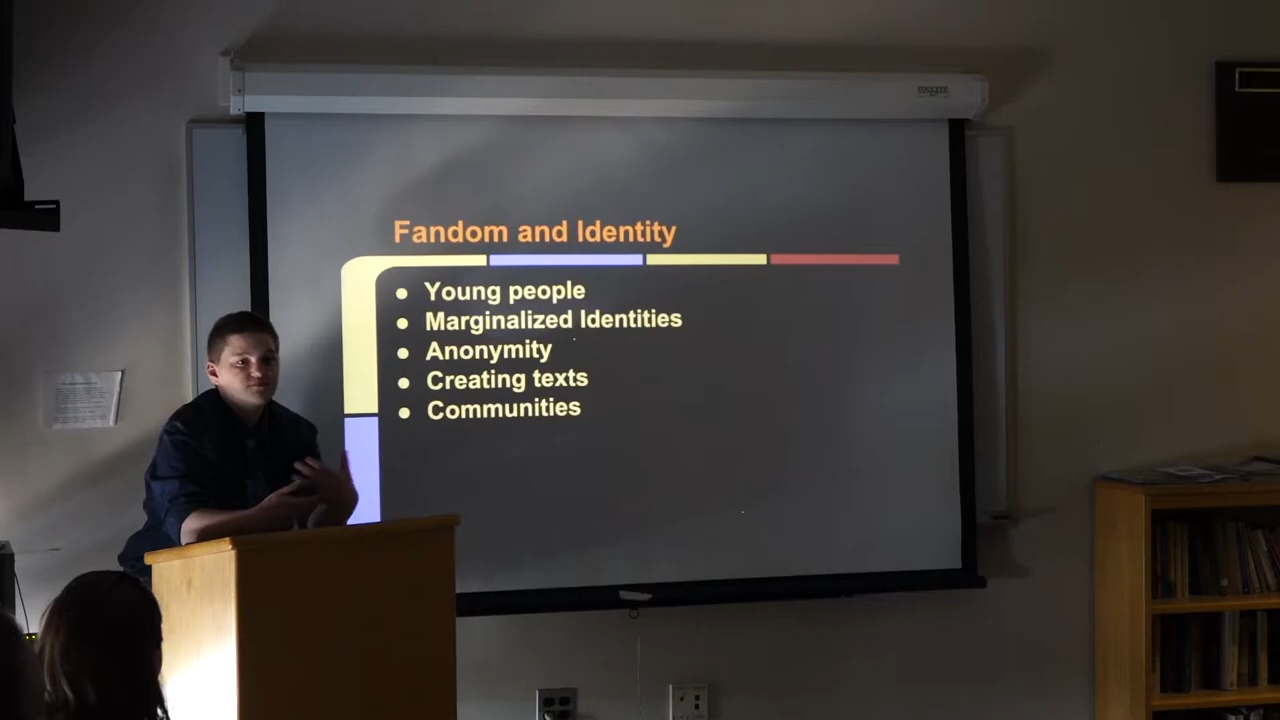 Fandom and Identity
● Young people
● Marginalized Identities
● Anonymity
● Creating texts
● Communities